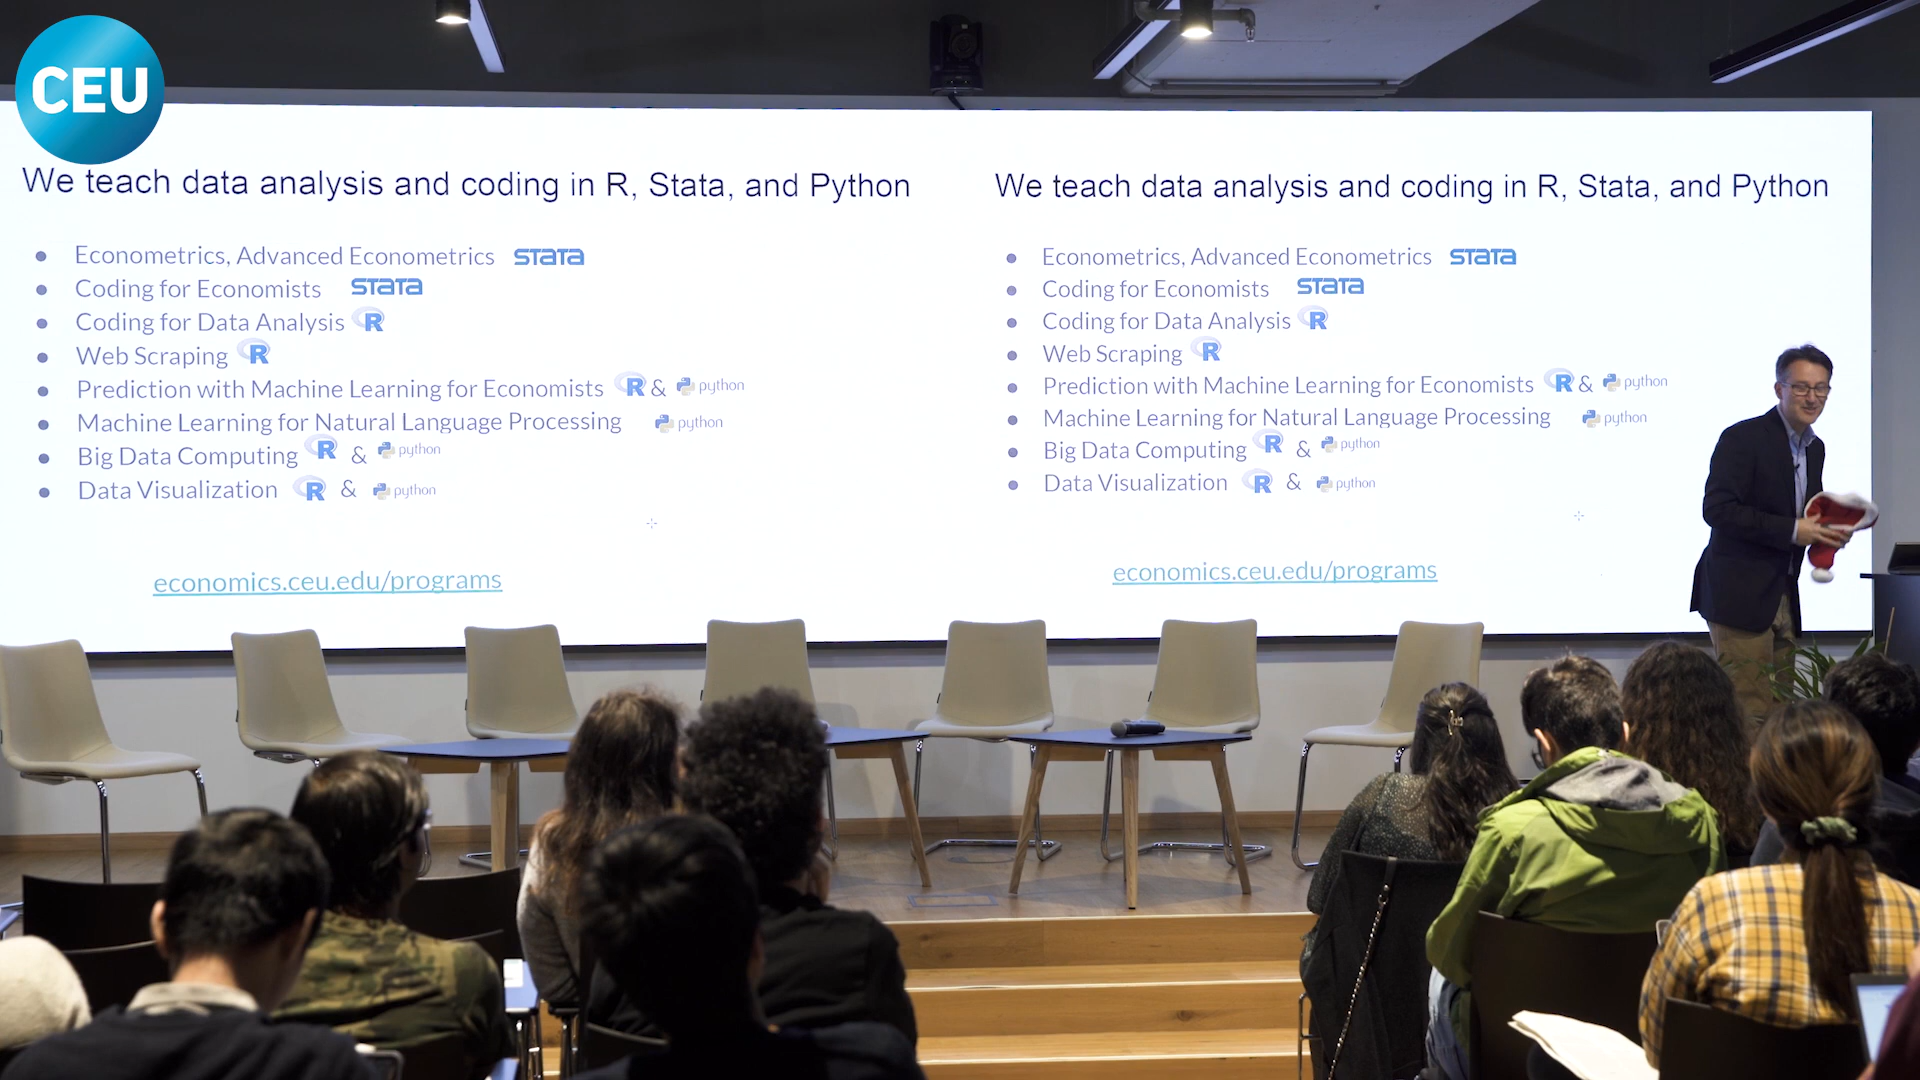 CEU
We teach data analysis and coding in R, Stata, and Python
Econometrics, Advanced Econometrics STATA
Coding for Economists STATA
Coding for Data Analysis R
Web Scraping R
Prediction with Machine Learning for Economists R & python
Machine Learning for Natural Language Processing python
Big Data Computing R & python
Data Visualization R & python
economics.ceu.edu/programs
We teach data analysis and coding in R, Stata, and Python
Econometrics, Advanced Econometrics STATA
Coding for Economists STATA
Coding for Data Analysis R
Web Scraping R
Prediction with Machine Learning for Economists R & python
Machine Learning for Natural Language Processing python
Big Data Computing R & python
Data Visualization R & python
economics.ceu.edu/programs